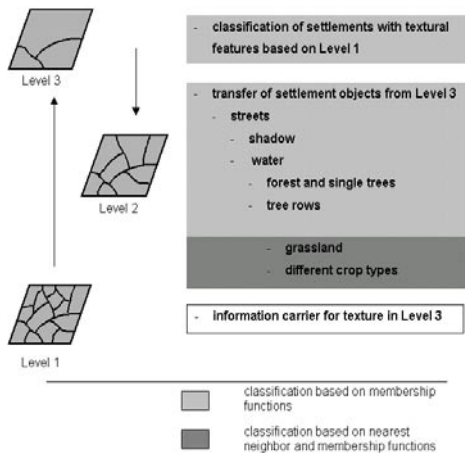 - classification of settlements with textural
features based on Level 1
Level 3
- transfer of settlement objects from Level 3
- streets
- shadow
- water
- forest and single trees
- tree rows
Level 2
- grassland
- different crop types
- information carrier for texture in Level 3
Level 1
classification based on membership
functions
classification based on nearest
neighbor and membership functions